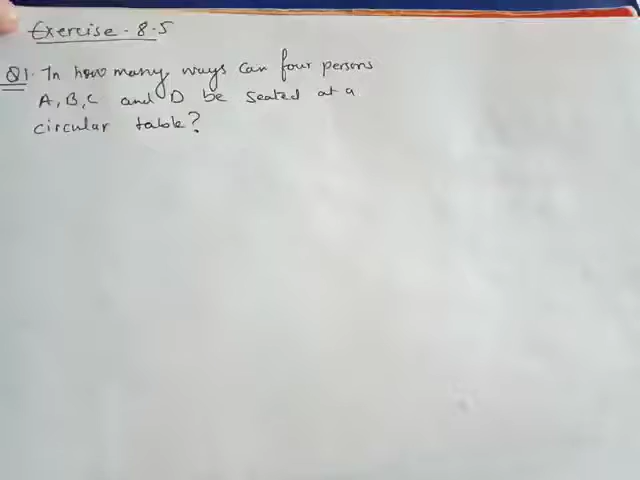 Exercise - 8.5
Q1. In how many ways can four persons
A, B, C and D be seated at a
circular table?